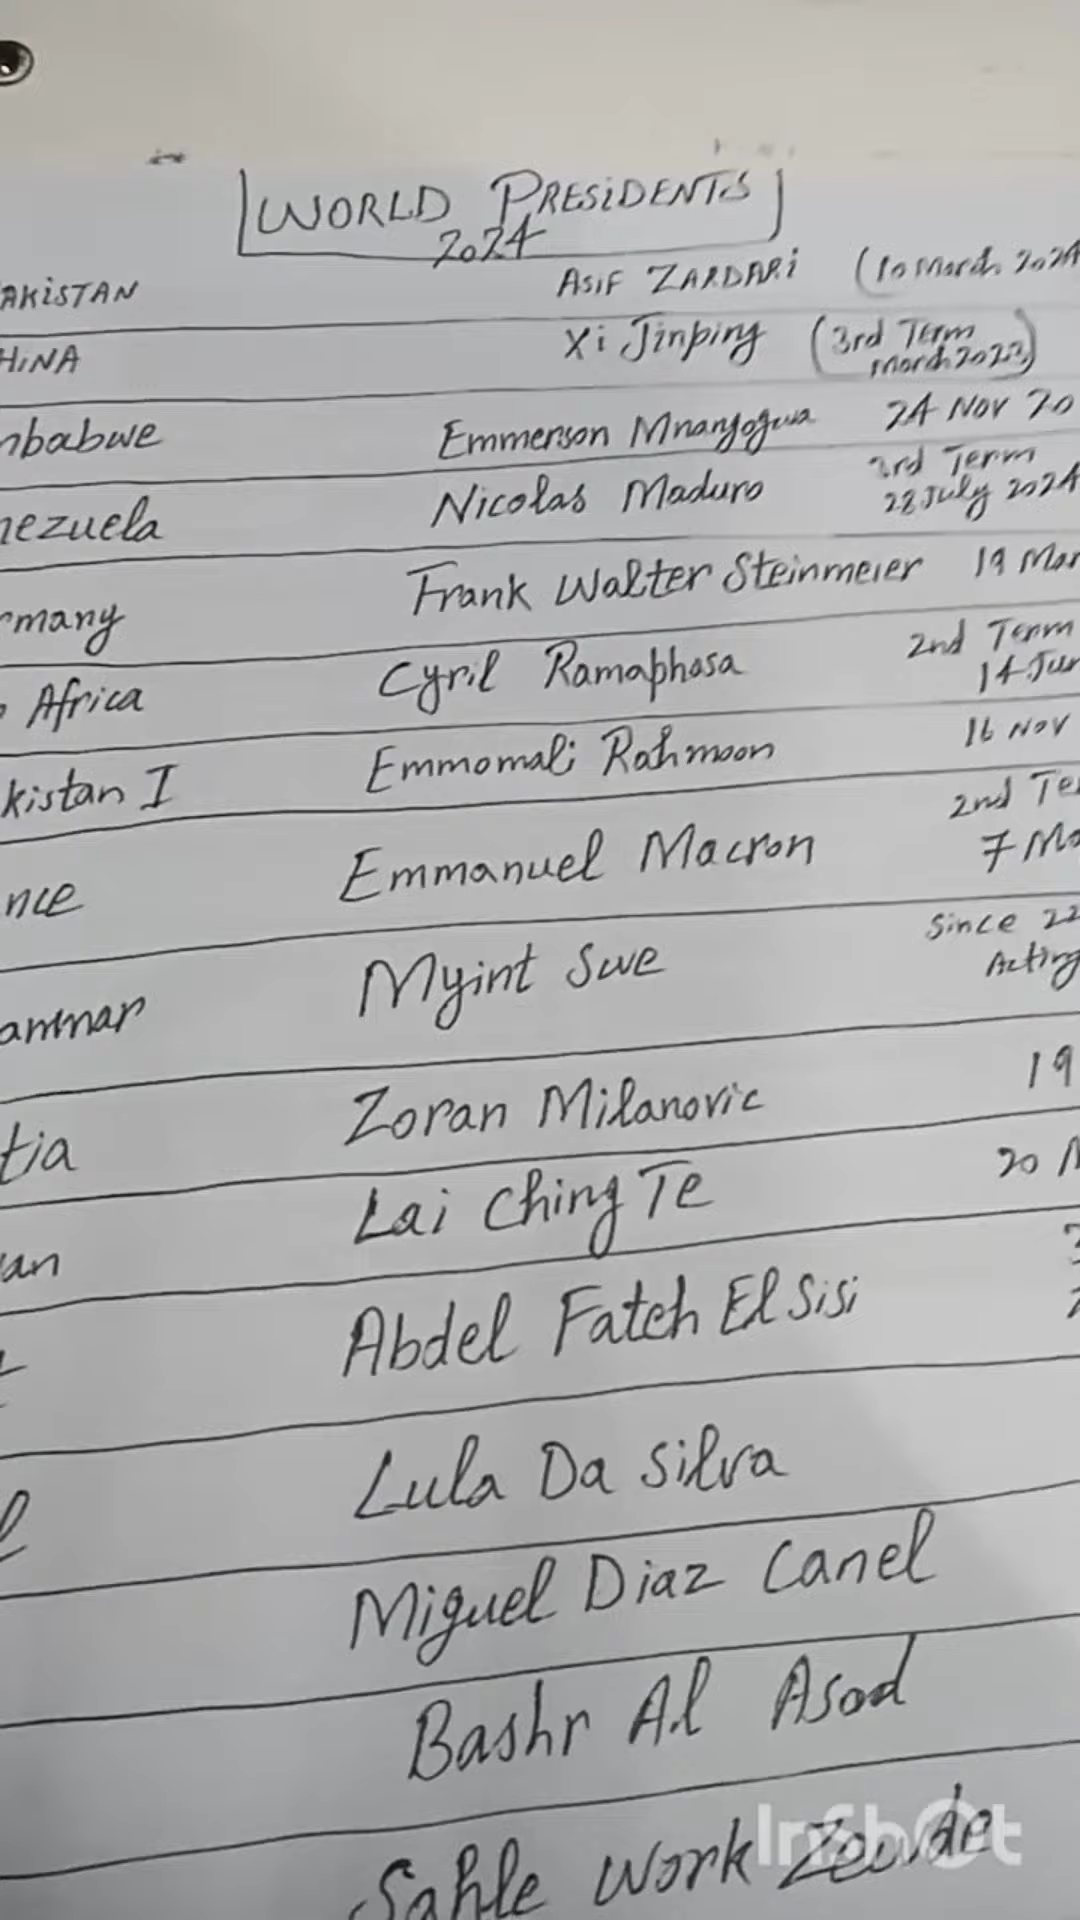 WORLD PRESIDENTS
2024
AKISTAN ASIF ZARDARI (10 March 2024
HINA Xi Jinping (3rd Term
March 2023)
nbabwe Emmerson Mnangogwa 24 Nov 20
nezuela Nicolas Maduro 3rd Term
28 July 2024
rmany Frank Walter Steinmeier 19 Mar
Africa Cyril Ramaphosa 2nd Term
14 Jun
kistan I Emmomali Rahmoon 16 Nov
nce Emmanuel Macron 2nd Te
7 Ma
anmar Myint Swe Since 22
Acting
tia Zoran Milanovic 19
an Lai Ching Te 20 M
Abdel Fateh El Sisi 3
l Lula Da Silva
Miguel Diaz Canel
Bashr Al Asad
Sahle Work Zewde
InShot